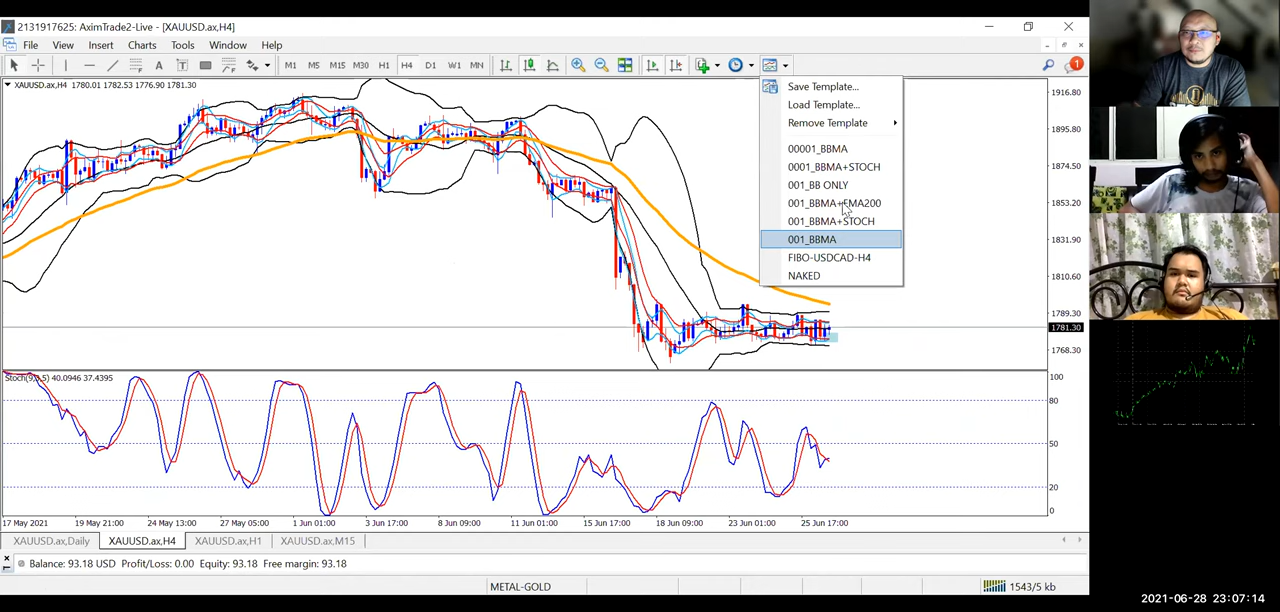 2131917625: AximTrade2-Live - [XAUUSD.ax,H4]
File View Insert Charts Tools Window Help
A T M1 M5 M15 M30 H1 H4 D1 W1 MN 1
XAUUSD.ax,H4 1780.01 1782.53 1776.90 1781.30
Save Template...
Load Template...
Remove Template
00001_BBMA
0001_BBMA+STOCH
001_BB ONLY
001_BBMA+EMA200
001_BBMA+STOCH
001_BBMA
FIBO-USDCAD-H4
NAKED
1916.80
1895.80
1874.50
1853.20
1831.90
1810.60
1789.30
1781.30
1768.30
Stoch(9,3,5) 40.0946 37.4395
100
80
50
20
0
17 May 2021 19 May 21:00 24 May 13:00 27 May 05:00 1 Jun 01:00 3 Jun 17:00 8 Jun 09:00 11 Jun 01:00 15 Jun 17:00 18 Jun 09:00 23 Jun 01:00 25 Jun 17:00
XAUUSD.ax,Daily XAUUSD.ax,H4 XAUUSD.ax,H1 XAUUSD.ax,M15
Balance: 93.18 USD Profit/Loss: 0.00 Equity: 93.18 Free margin: 93.18
METAL-GOLD 1543/5 kb
2021-06-28 23:07:14